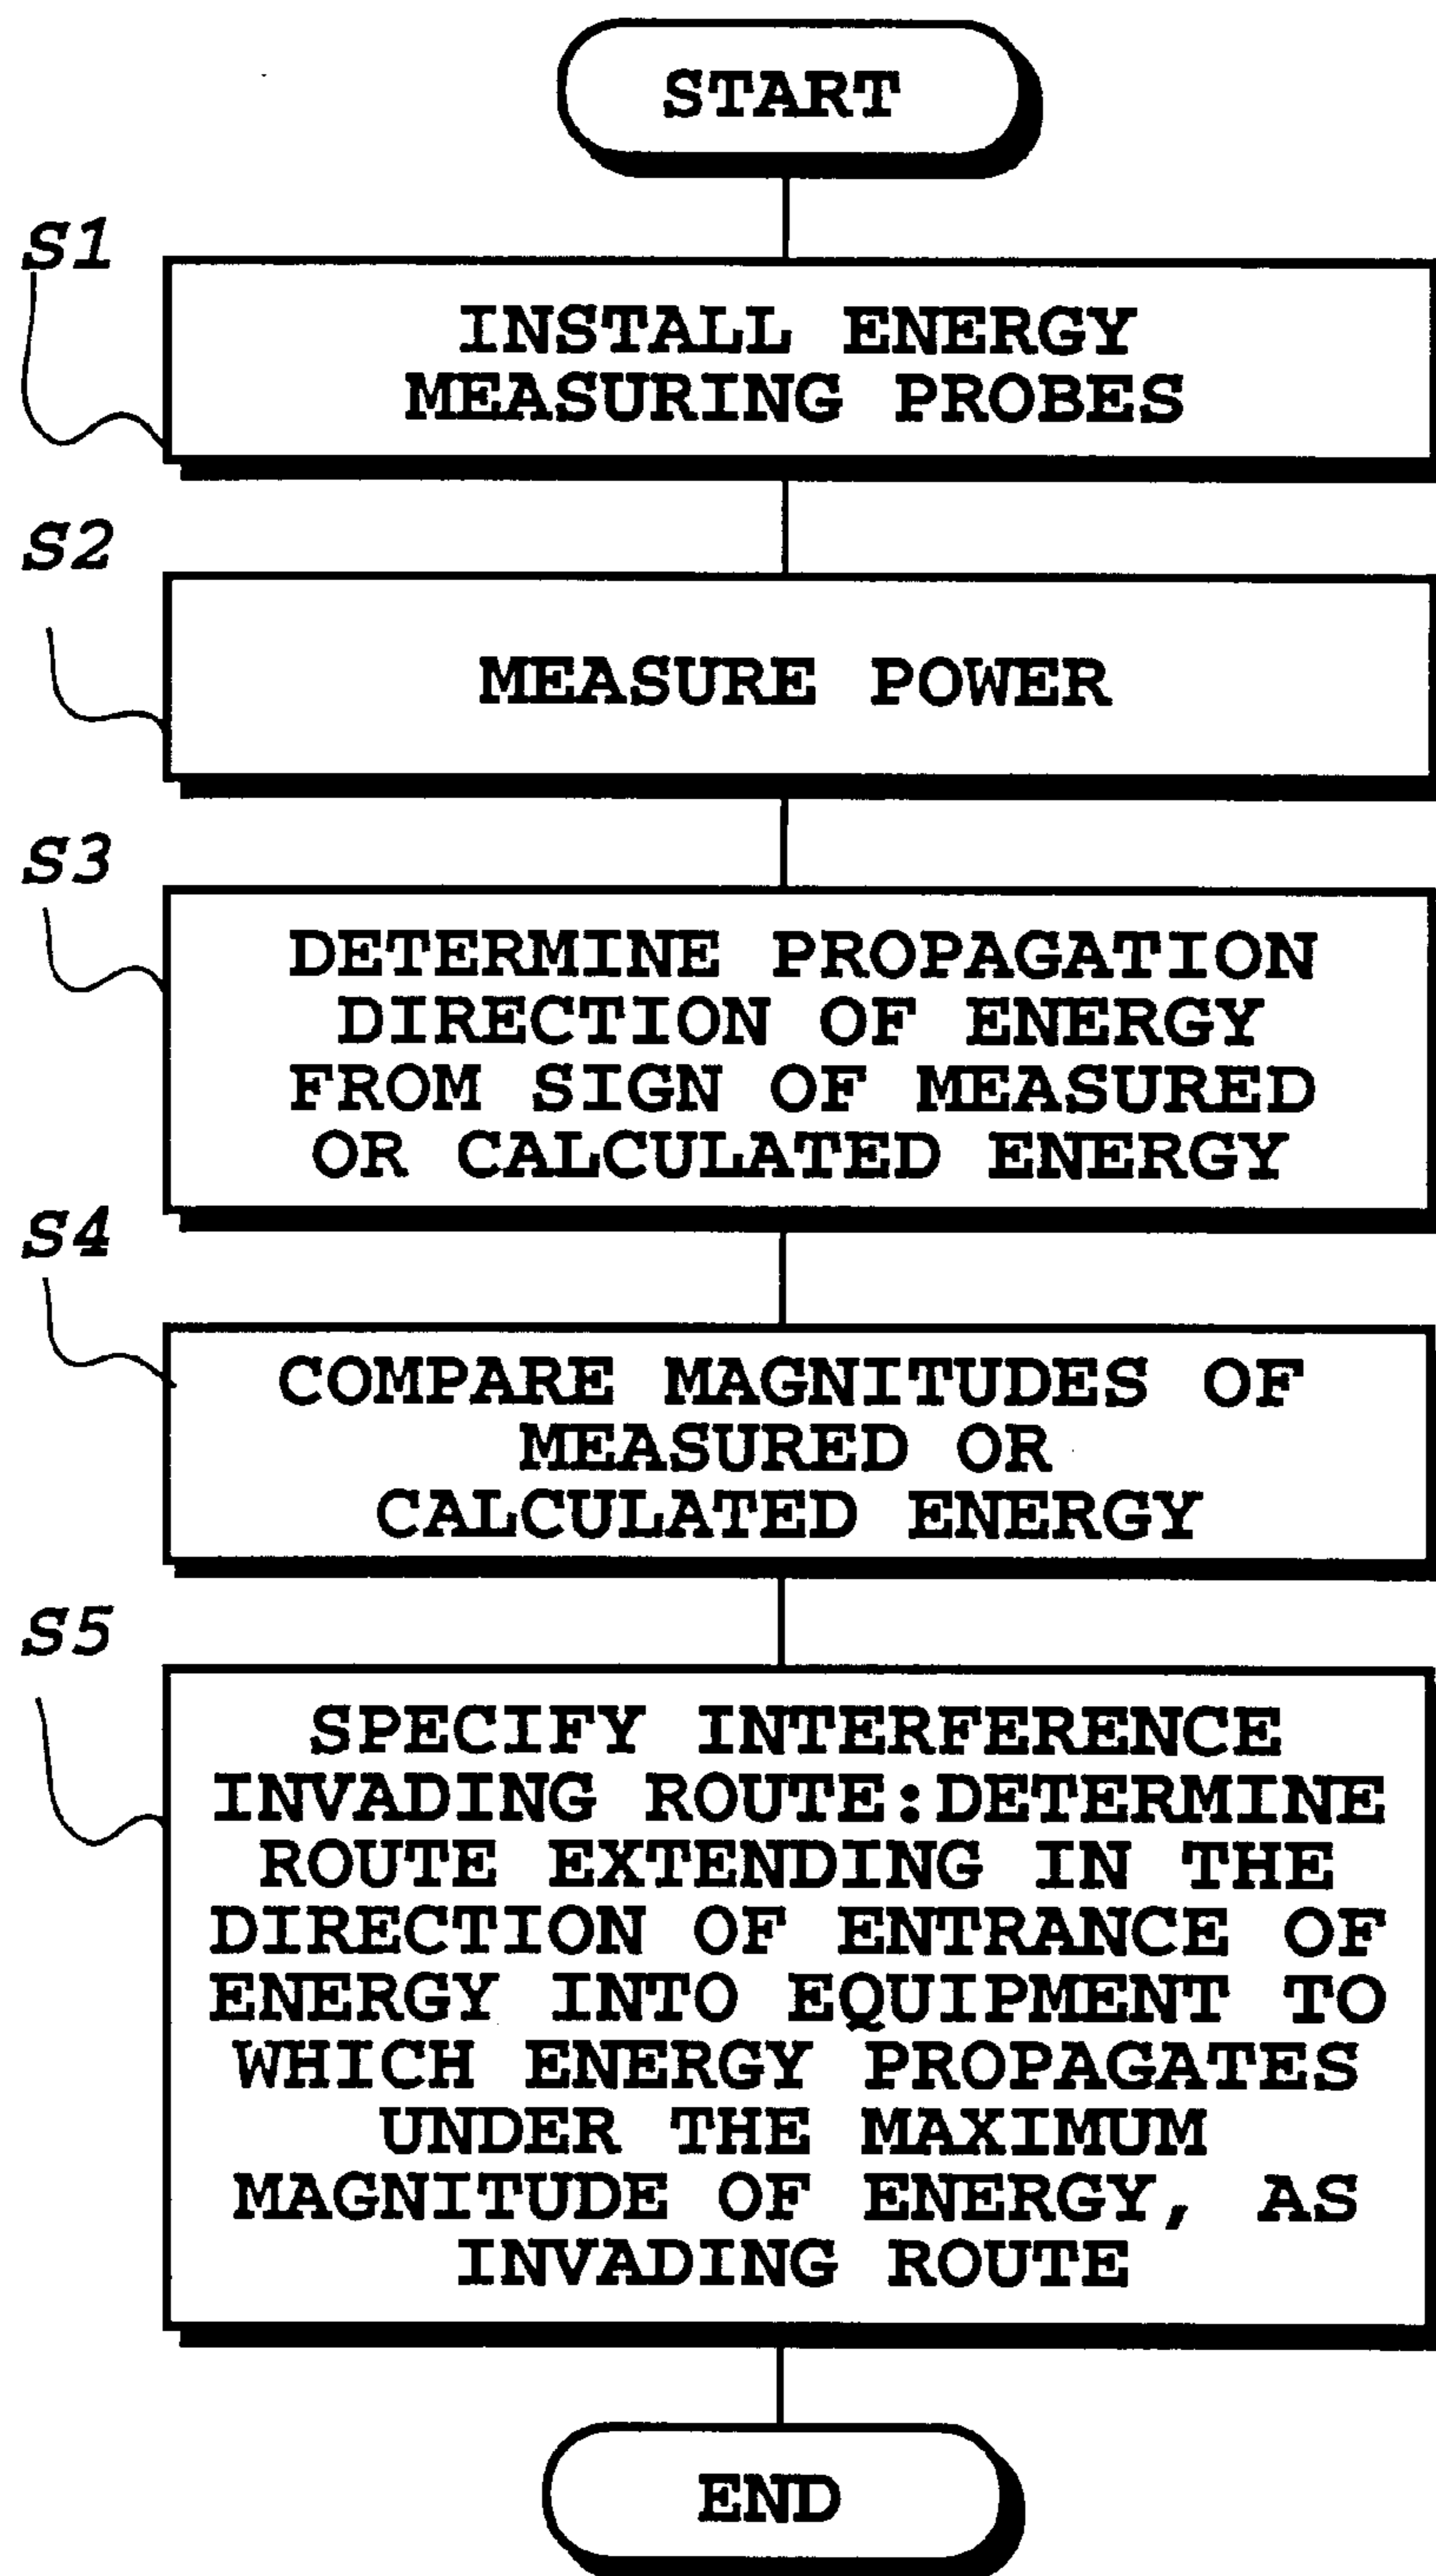 START
S1
INSTALL ENERGY
MEASURING PROBES
S2
MEASURE POWER
S3
DETERMINE PROPAGATION
DIRECTION OF ENERGY
FROM SIGN OF MEASURED
OR CALCULATED ENERGY
S4
COMPARE MAGNITUDES OF
MEASURED OR
CALCULATED ENERGY
S5
SPECIFY INTERFERENCE
INVADING ROUTE:DETERMINE
ROUTE EXTENDING IN THE
DIRECTION OF ENTRANCE OF
ENERGY INTO EQUIPMENT TO
WHICH ENERGY PROPAGATES
UNDER THE MAXIMUM
MAGNITUDE OF ENERGY, AS
INVADING ROUTE
END